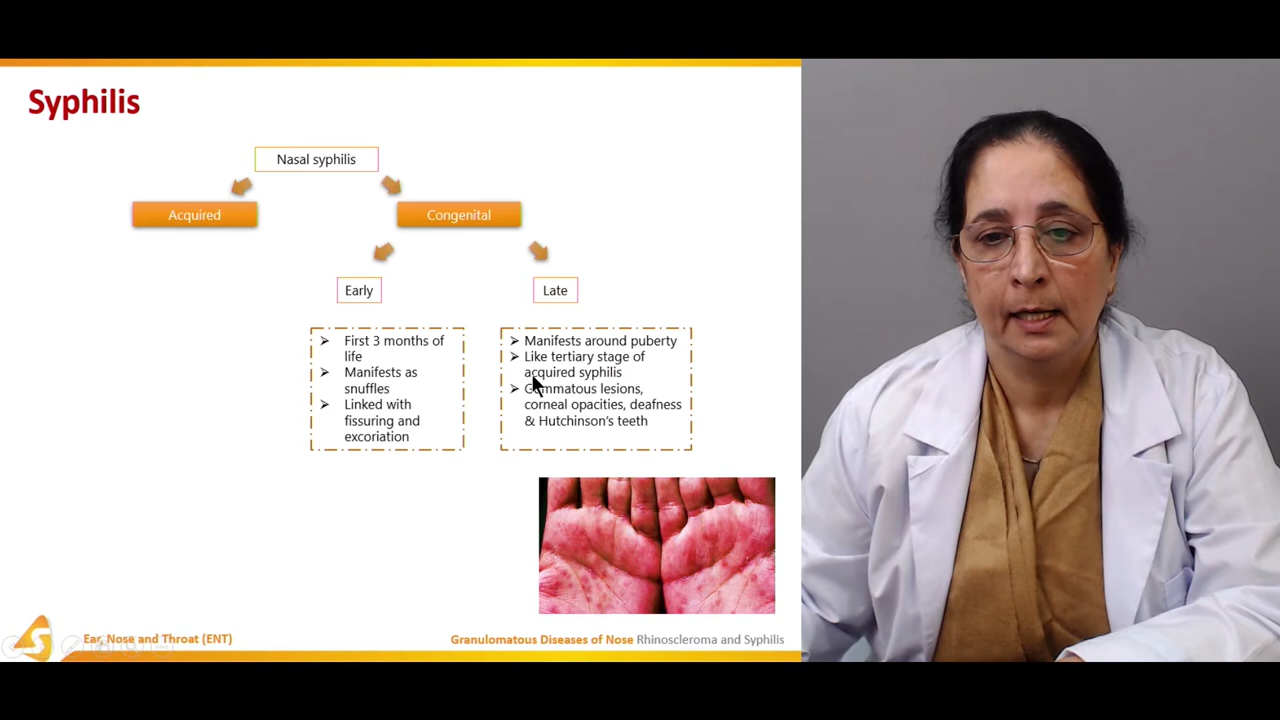 Syphilis
Nasal syphilis
Acquired
Congenital
Early
Late
➢ First 3 months of
life
➢ Manifests as
snuffles
➢ Linked with
fissuring and
excoriation
➢ Manifests around puberty
➢ Like tertiary stage of
acquired syphilis
➢ Gummatous lesions,
corneal opacities, deafness
& Hutchinson's teeth
Ear, Nose and Throat (ENT)
Granulomatous Diseases of Nose Rhinoscleroma and Syphilis